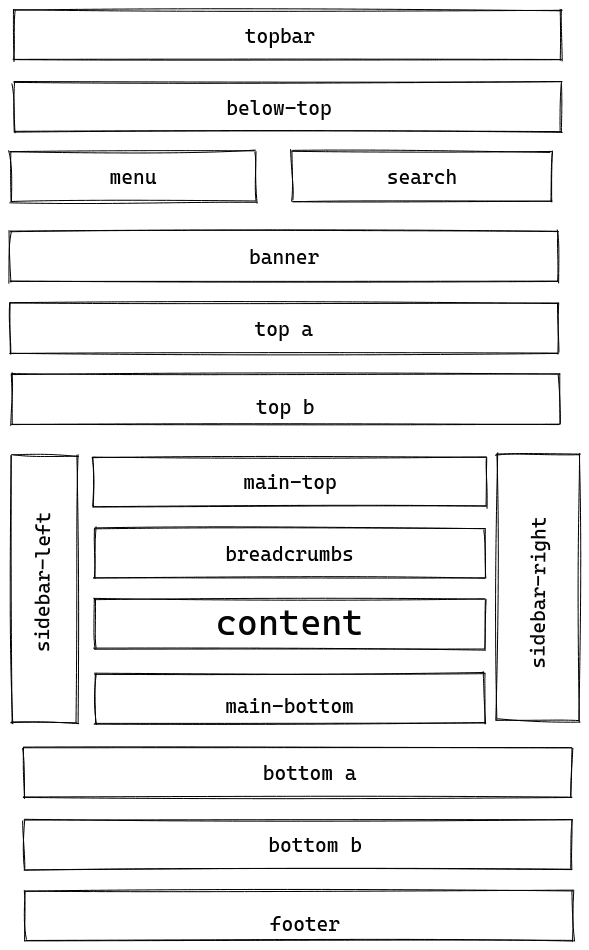 topbar
below-top
menu
search
banner
top a
top b
sidebar-left
main-top
breadcrumbs
content
main-bottom
sidebar-right
bottom a
bottom b
footer